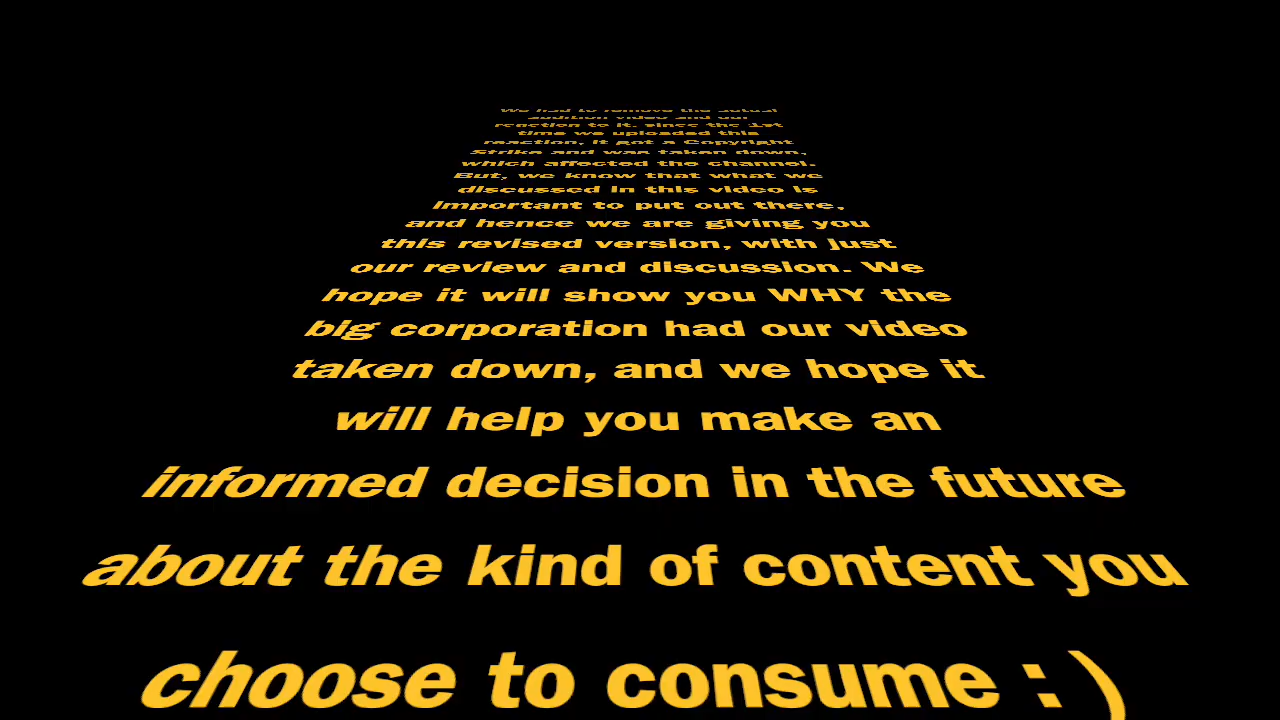 We had to remove the actual
audition video and our
reaction to it, since the 1st
time we uploaded this
reaction, it got a Copyright
Strike and was taken down,
which affected the channel.
But, we know that what we
discussed in this video is
important to put out there,
and hence we are giving you
this revised version, with just
our review and discussion. We
hope it will show you WHY the
big corporation had our video
taken down, and we hope it
will help you make an
informed decision in the future
about the kind of content you
choose to consume :)